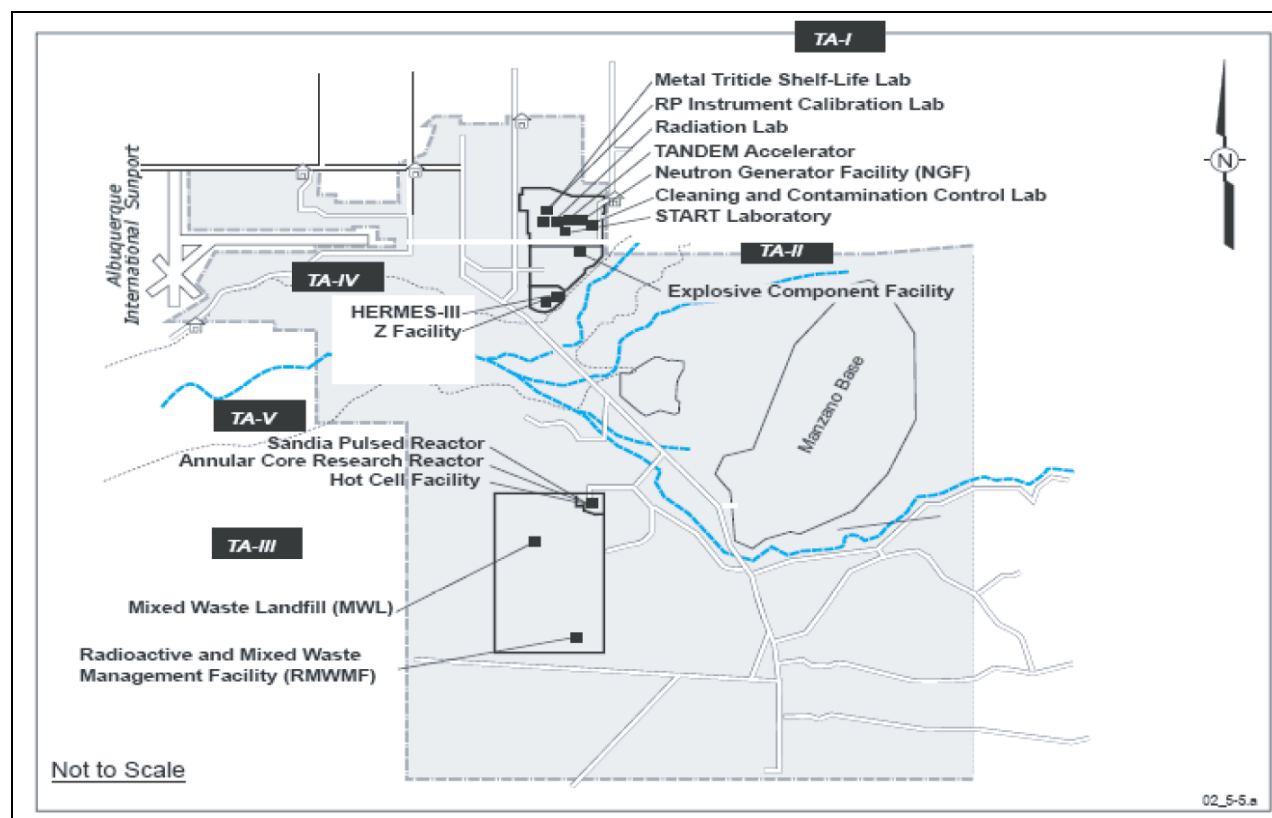 TA-I
Metal Tritide Shelf-Life Lab
RP Instrument Calibration Lab
Radiation Lab
TANDEM Accelerator
Neutron Generator Facility (NGF)
Cleaning and Contamination Control Lab
START Laboratory
N
Albuquerque
International Sunport
TA-II
TA-IV
Explosive Component Facility
HERMES-III
Z Facility
Manzano Base
TA-V
Sandia Pulsed Reactor
Annular Core Research Reactor
Hot Cell Facility
TA-III
Mixed Waste Landfill (MWL)
Radioactive and Mixed Waste
Management Facility (RMWMF)
Not to Scale
02_5-5.a